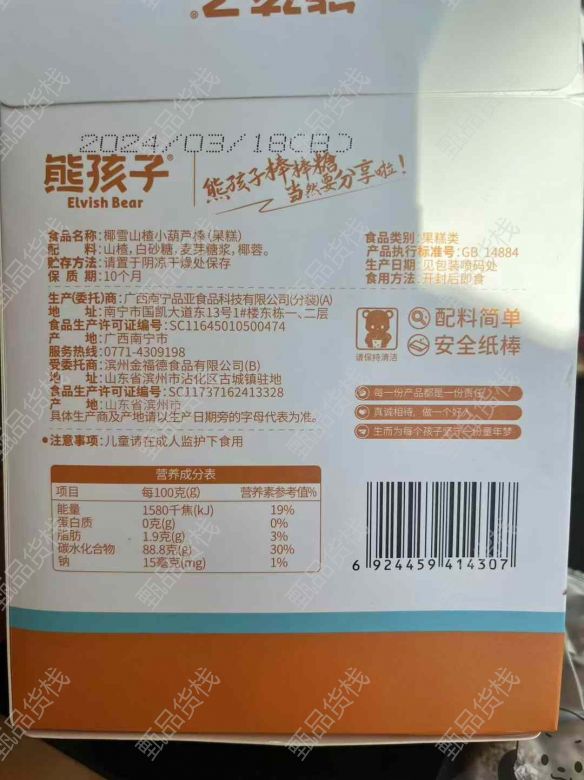 熊孩子®
2024/03/18(B)
熊孩子®
Elvish Bear
熊孩子棒棒糖
当然要分享啦！
食品名称：椰雪山楂小葫芦棒(果糕)
配　　料：山楂，白砂糖，麦芽糖浆，椰蓉。
贮存方法：请置于阴凉干燥处保存
保 质 期：10个月
食品类别：果糕类
产品执行标准号：GB 14884
生产日期：见包装喷码处
食用方法：开封后即食
生产(委托)商：广西南宁品亚食品科技有限公司(分装)(A)
地　　址：南宁市国凯大道东13号1#楼东栋一、二层
食品生产许可证编号：SC11645010500474
产　　地：广西南宁市
服务热线：0771-4309198
受委托商：滨州金福德食品有限公司(B)
地　　址：山东省滨州市沾化区古城镇驻地
食品生产许可证编号：SC11737162413328
产　　地：山东省滨州市
具体生产商及产地请以生产日期旁的字母代表为准。
●注意事项：儿童请在成人监护下食用
请保持清洁
配料简单
安全纸棒
每一份产品都是一份责任
真诚相待，做一个好人
生而为每个孩子坚守一份童年梦
营养成分表
项目 每100克(g) 营养素参考值%
能量 1580千焦(kJ) 19%
蛋白质 0克(g) 0%
脂肪 1.9克(g) 3%
碳水化合物 88.8克(g) 30%
钠 15毫克(mg) 1%
6 924459 414307
甄品货栈